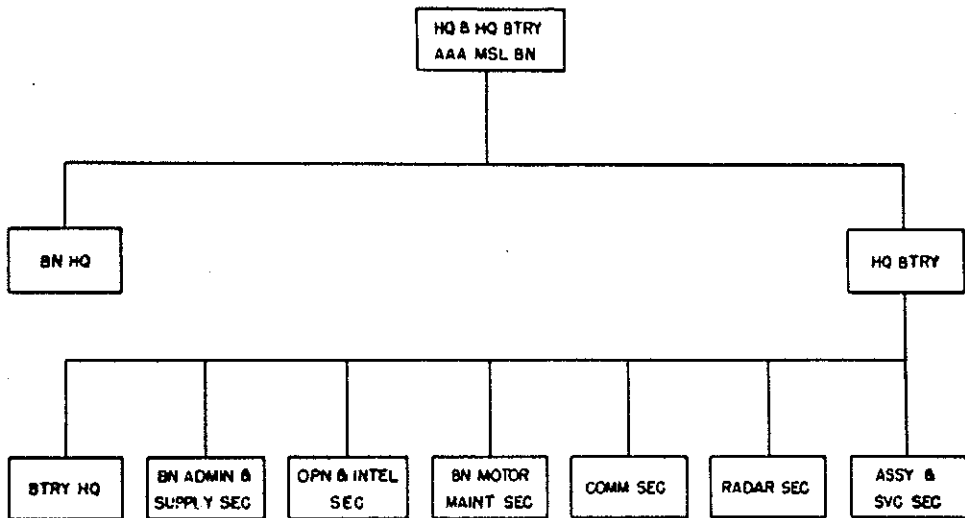 HQ & HQ BTRY
AAA MSL BN
BN HQ
HQ BTRY
BTRY HQ
BN ADMIN &
SUPPLY SEC
OPN & INTEL
SEC
BN MOTOR
MAINT SEC
COMM SEC
RADAR SEC
ASSY &
SVC SEC